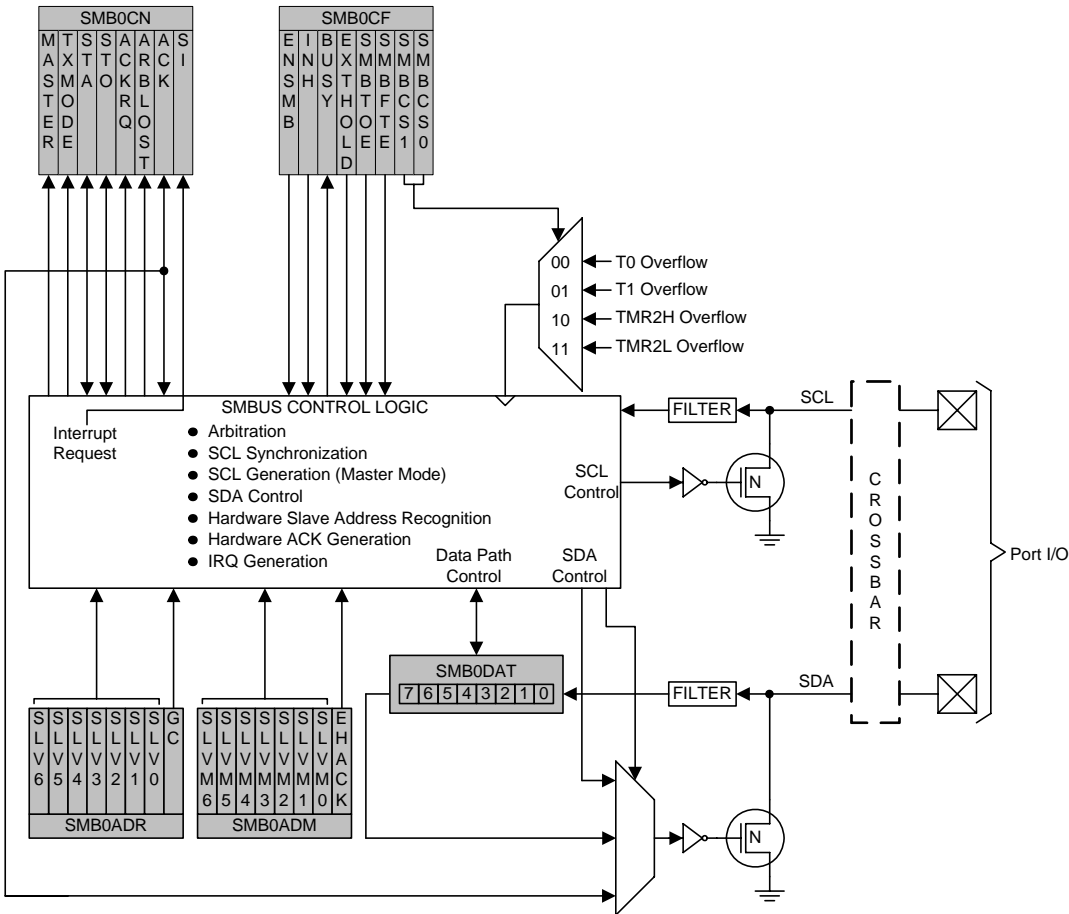 SMB0CN
MASTER
TXMODE
STA
STO
ACKRQ
ARBLOST
ACK
SI
SMB0CF
ENSMB
INH
BUSY
EXTHOLD
SMBTOE
SMBFTE
SMBCS1
SMBCS0
00
01
10
11
T0 Overflow
T1 Overflow
TMR2H Overflow
TMR2L Overflow
SMBUS CONTROL LOGIC
Interrupt
Request
● Arbitration
● SCL Synchronization
● SCL Generation (Master Mode)
● SDA Control
● Hardware Slave Address Recognition
● Hardware ACK Generation
● IRQ Generation
Data Path
Control
SDA
Control
SCL
Control
FILTER
SCL
N
CROSSBAR
Port I/O
SMB0DAT
7 6 5 4 3 2 1 0
FILTER
SDA
N
SLV6
SLV5
SLV4
SLV3
SLV2
SLV1
SLV0
GC
SMB0ADR
SLVM6
SLVM5
SLVM4
SLVM3
SLVM2
SLVM1
SLVM0
EHACK
SMB0ADM